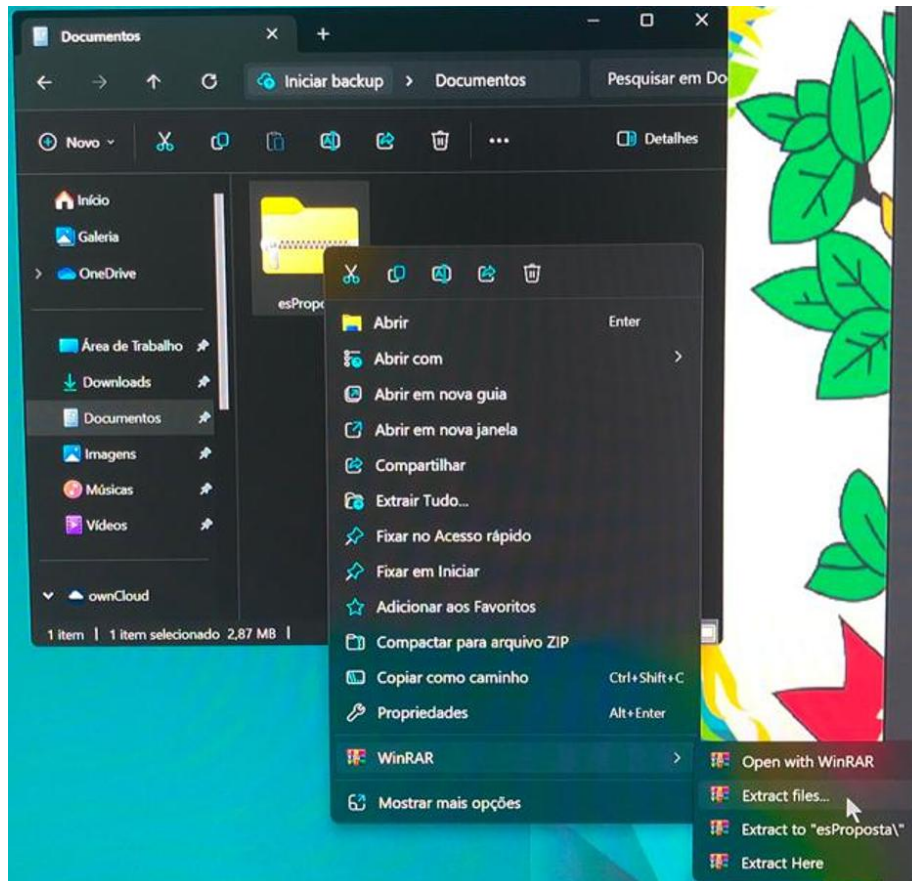 Documentos
Iniciar backup > Documentos
Pesquisar em Do
Novo
Detalhes
Início
Galeria
OneDrive
Área de Trabalho
Downloads
Documentos
Imagens
Músicas
Vídeos
ownCloud
1 item | 1 item selecionado 2,87 MB |
esPropo
Abrir Enter
Abrir com
Abrir em nova guia
Abrir em nova janela
Compartilhar
Extrair Tudo...
Fixar no Acesso rápido
Fixar em Iniciar
Adicionar aos Favoritos
Compactar para arquivo ZIP
Copiar como caminho Ctrl+Shift+C
Propriedades Alt+Enter
WinRAR
Mostrar mais opções
Open with WinRAR
Extract files...
Extract to "esProposta\"
Extract Here